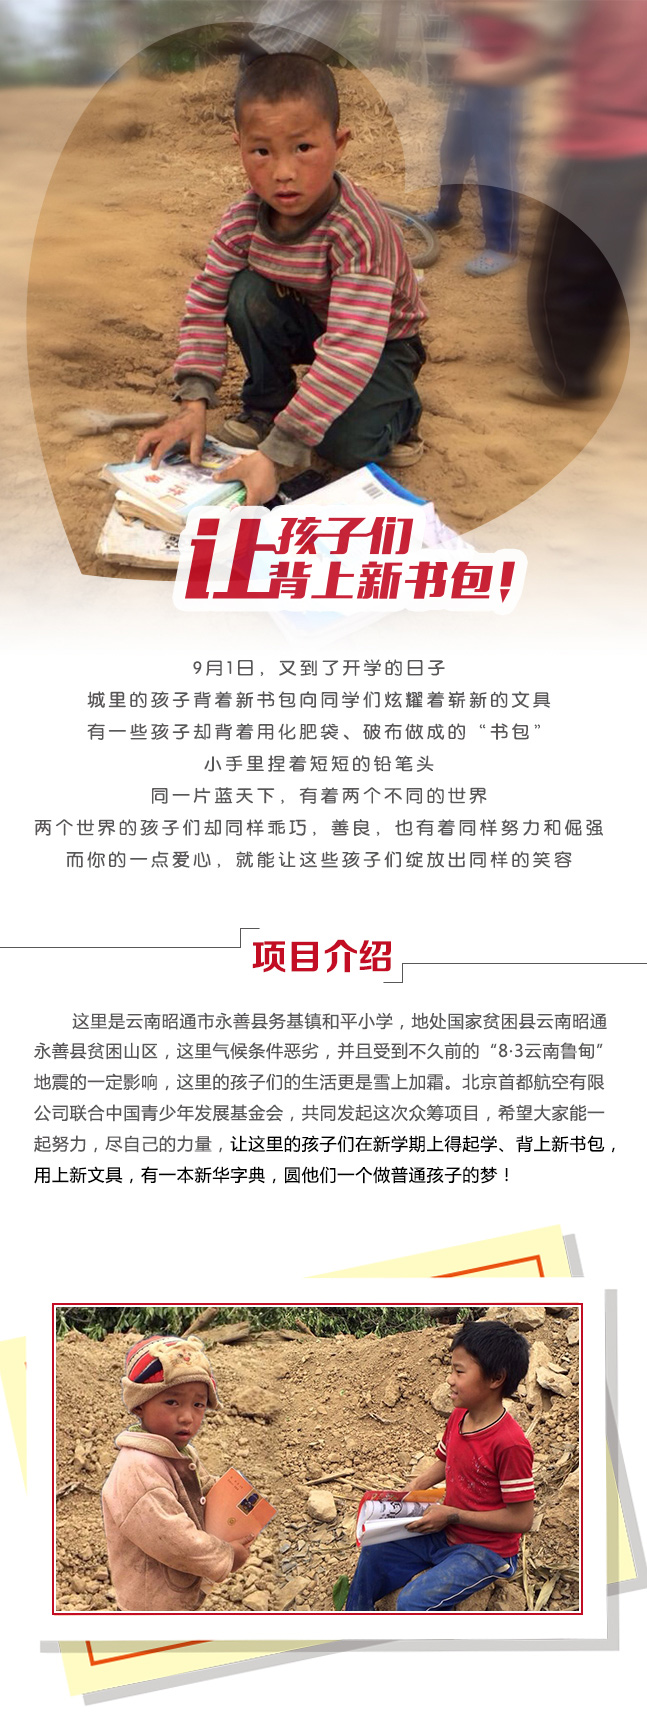 让孩子们
背上新书包！
9月1日，又到了开学的日子
城里的孩子背着新书包向同学们炫耀着崭新的文具
有一些孩子却背着用化肥袋、破布做成的“书包”
小手里捏着短短的铅笔头
同一片蓝天下，有着两个不同的世界
两个世界的孩子们却同样乖巧，善良，也有着同样努力和倔强
而你的一点爱心，就能让这些孩子们绽放出同样的笑容
项目介绍
这里是云南昭通市永善县务基镇和平小学，地处国家贫困县云南昭通
永善县贫困山区，这里气候条件恶劣，并且受到不久前的“8·3云南鲁甸”
地震的一定影响，这里的孩子们的生活更是雪上加霜。北京首都航空有限
公司联合中国青少年发展基金会，共同发起这次众筹项目，希望大家能一
起努力，尽自己的力量，让这里的孩子们在新学期上得起学、背上新书包，
用上新文具，有一本新华字典，圆他们一个做普通孩子的梦！